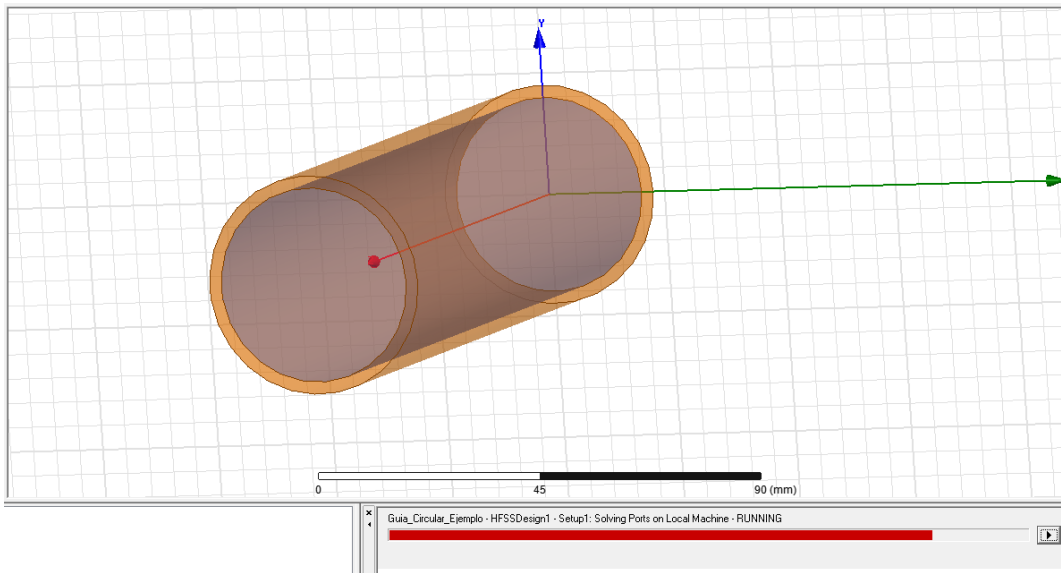 Y
0
45
90 (mm)
Guia_Circular_Ejemplo - HFSSDesign1 - Setup1: Solving Ports on Local Machine - RUNNING